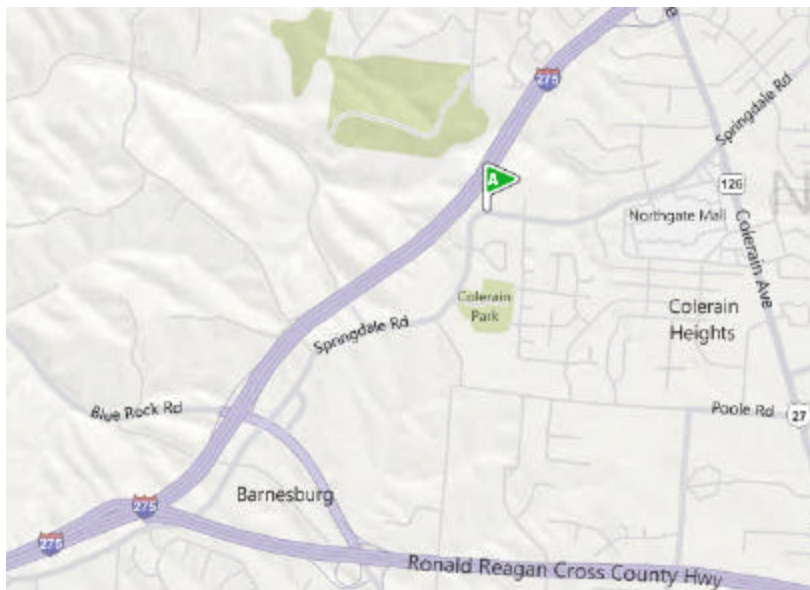 275
Springdale Rd
A
126
Northgate Mall
Colerain Ave
Colerain
Park
Colerain
Heights
Springdale Rd
Blue Rock Rd
Poole Rd
27
Barnesburg
275
275
Ronald Reagan Cross County Hwy